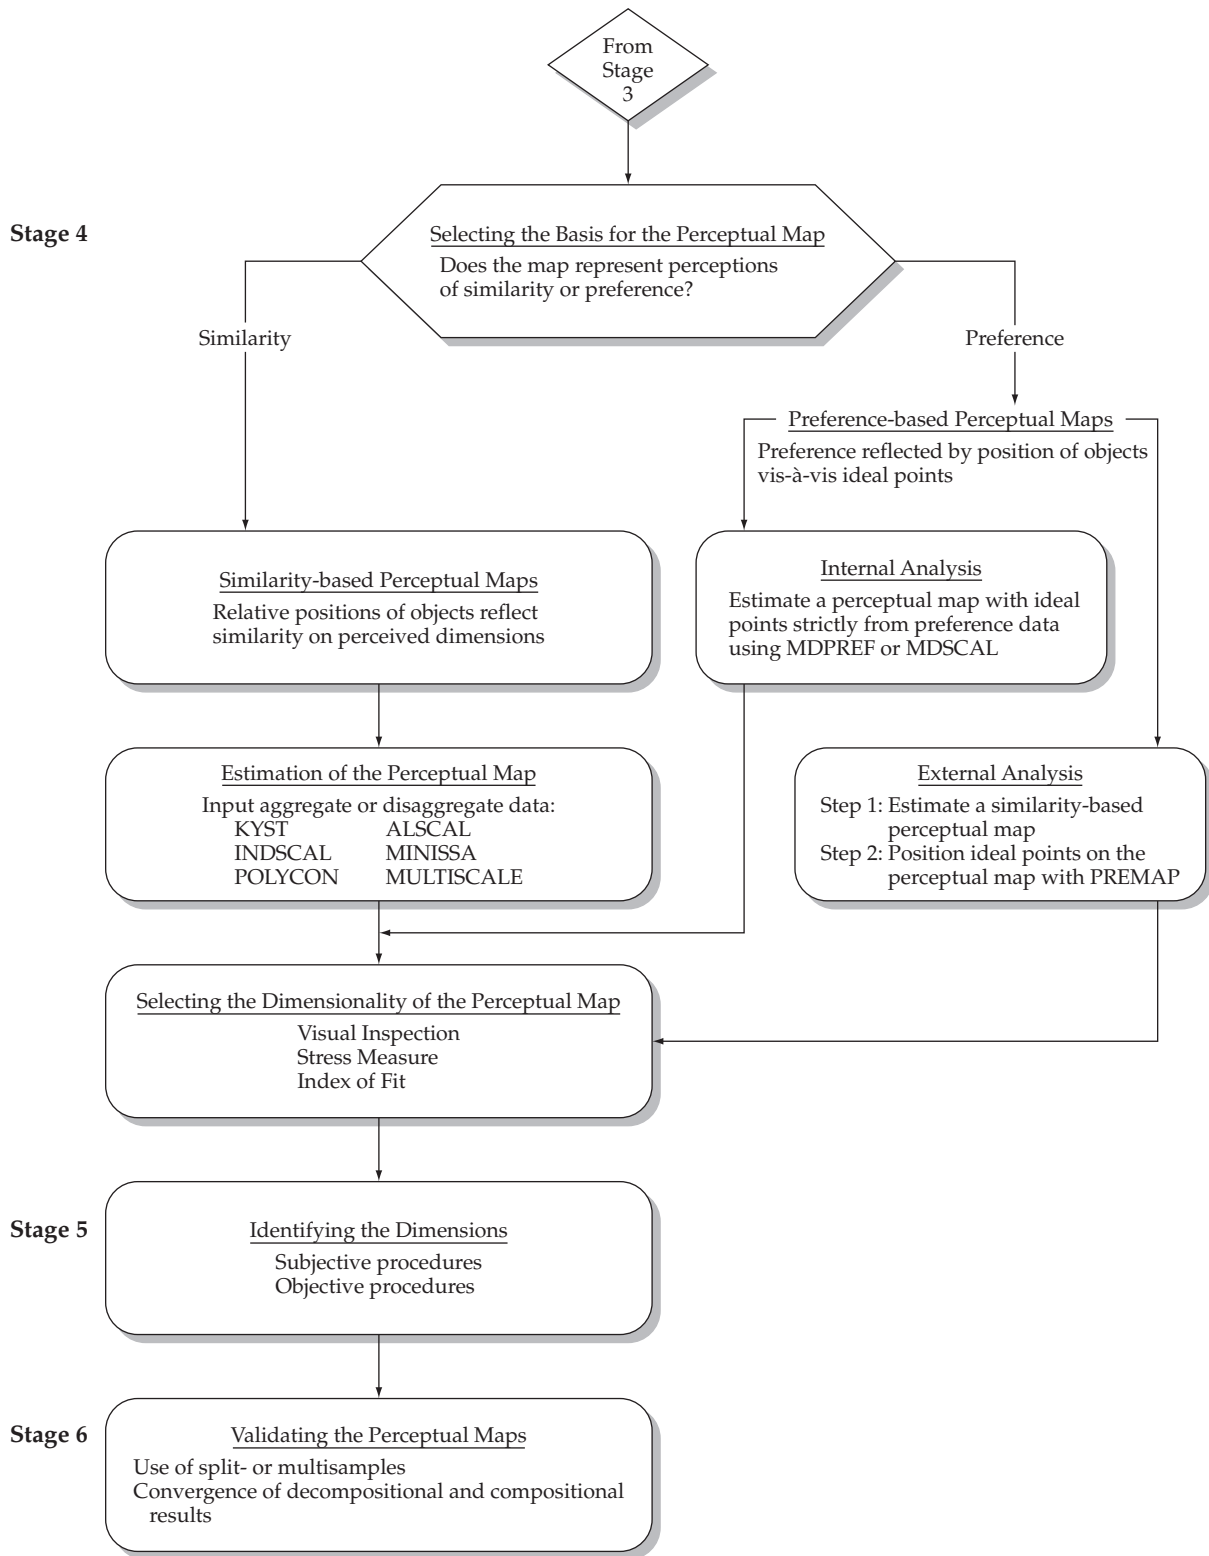 From
Stage
3
Stage 4
Selecting the Basis for the Perceptual Map
Does the map represent perceptions
of similarity or preference?
Similarity
Preference
Preference-based Perceptual Maps
Preference reflected by position of objects
vis-à-vis ideal points
Similarity-based Perceptual Maps
Relative positions of objects reflect
similarity on perceived dimensions
Internal Analysis
Estimate a perceptual map with ideal
points strictly from preference data
using MDPREF or MDSCAL
Estimation of the Perceptual Map
Input aggregate or disaggregate data:
KYST ALSCAL
INDSCAL MINISSA
POLYCON MULTISCALE
External Analysis
Step 1: Estimate a similarity-based
perceptual map
Step 2: Position ideal points on the
perceptual map with PREMAP
Selecting the Dimensionality of the Perceptual Map
Visual Inspection
Stress Measure
Index of Fit
Stage 5
Identifying the Dimensions
Subjective procedures
Objective procedures
Stage 6
Validating the Perceptual Maps
Use of split- or multisamples
Convergence of decompositional and compositional
results